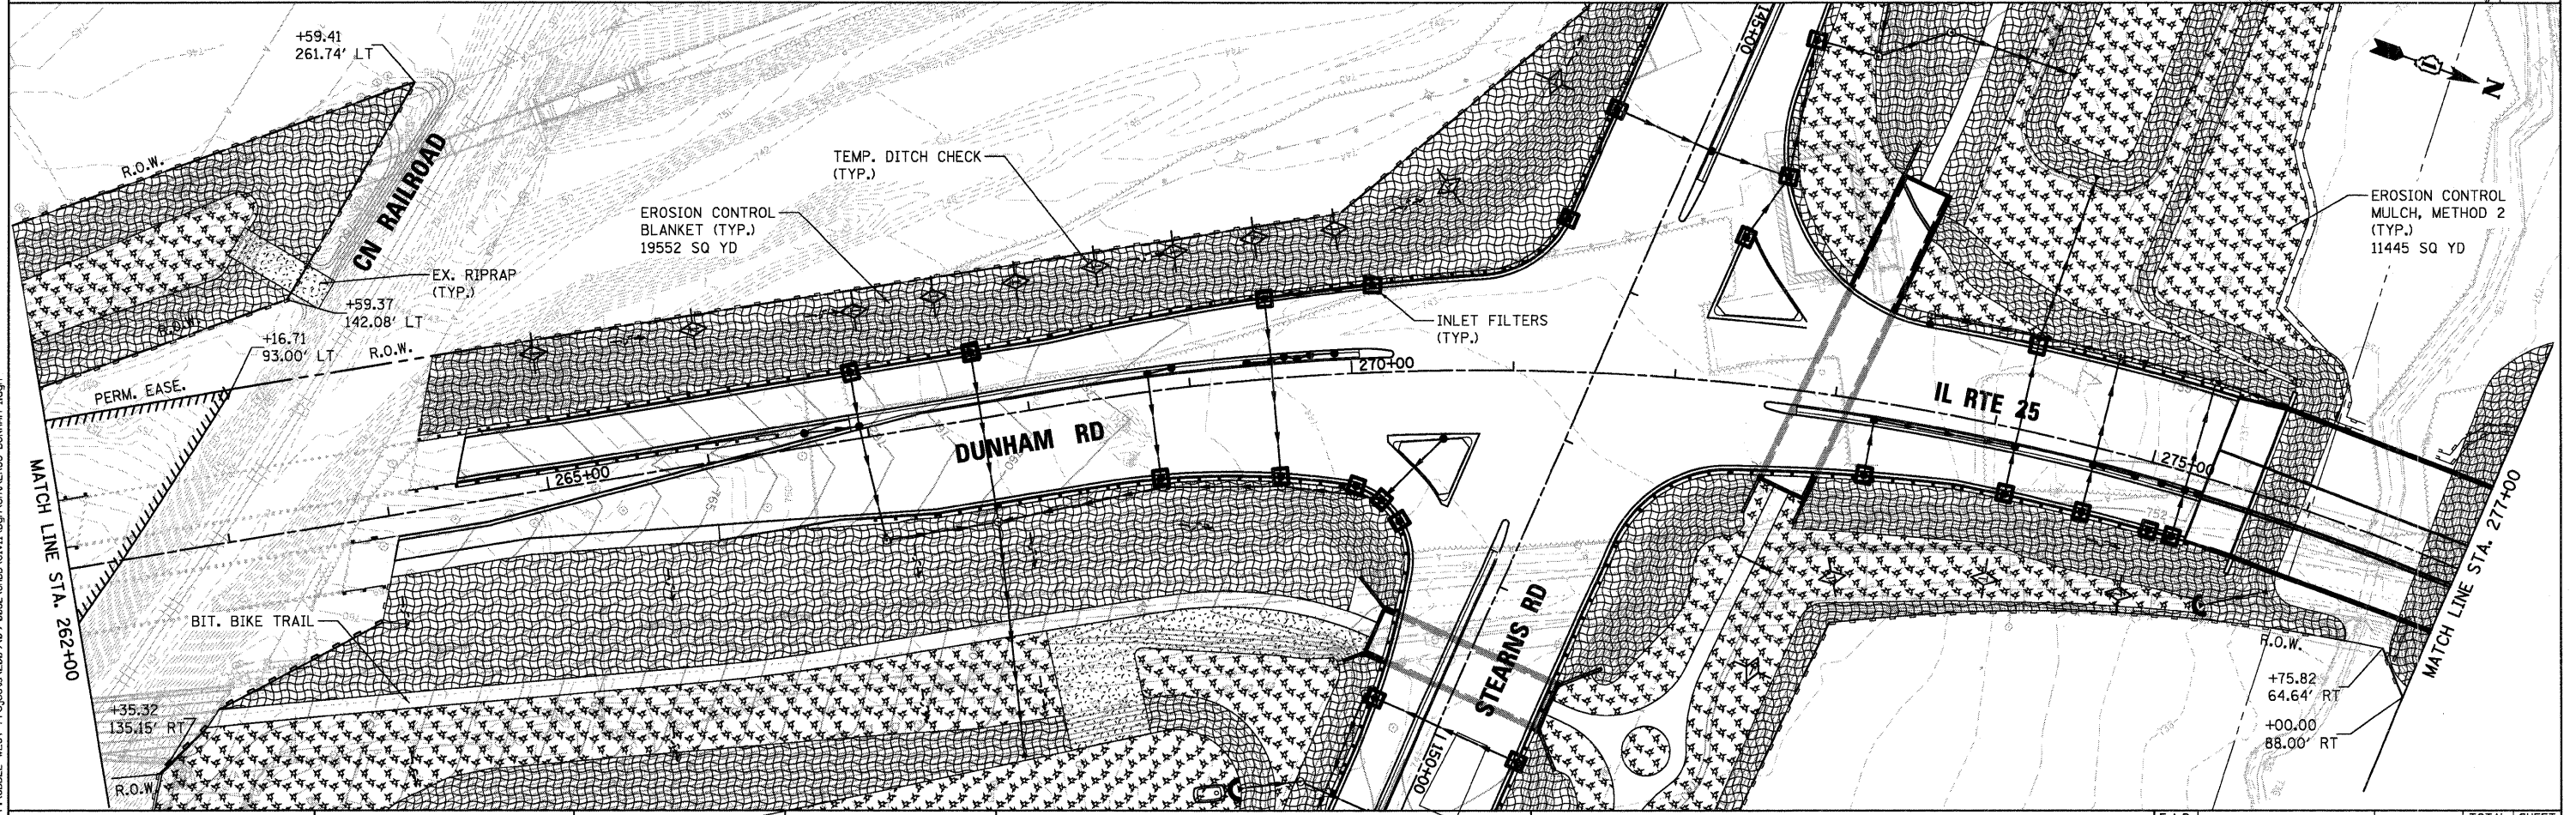 +59.41
261.74' LT
R.O.W.
CN RAILROAD
EX. RIPRAP
(TYP.)
+59.37
142.08' LT
R.O.W.
+16.71
93.00' LT
R.O.W.
PERM. EASE.
MATCH LINE STA. 262+00
TEMP. DITCH CHECK
(TYP.)
EROSION CONTROL
BLANKET (TYP.)
19552 SQ YD
145+00
N
EROSION CONTROL
MULCH, METHOD 2
(TYP.)
11445 SQ YD
INLET FILTERS
(TYP.)
270+00
DUNHAM RD
265+00
IL RTE 25
275+00
STEARNS RD
150+00
BIT. BIKE TRAIL
+35.32
135.15' RT
R.O.W.
R.O.W.
+75.82
64.64' RT
+00.00
88.00' RT
MATCH LINE STA. 277+00
TOTAL
SHEET